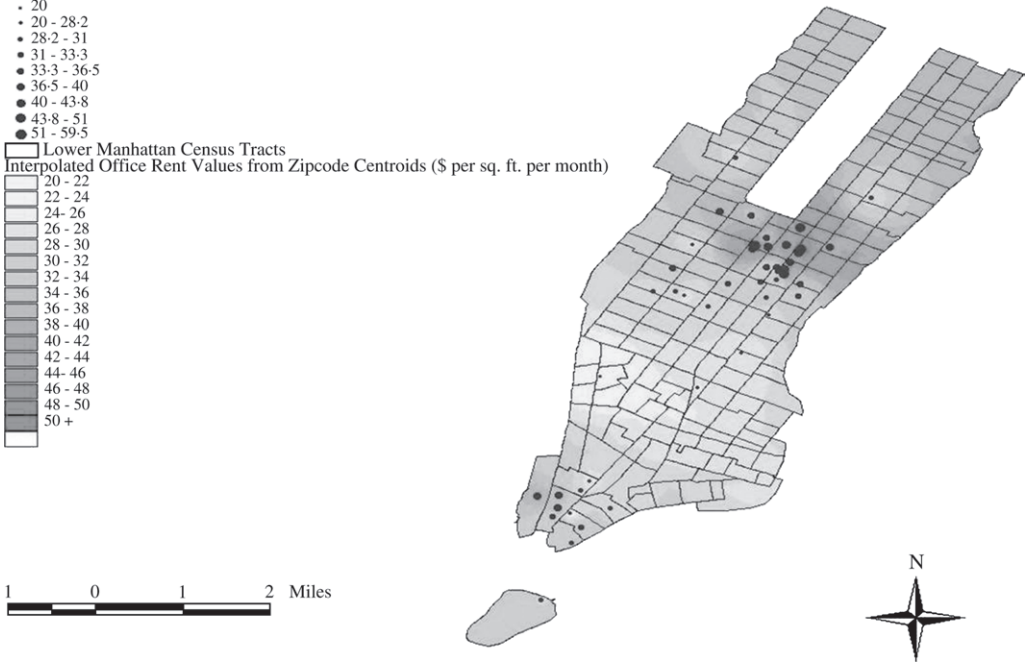 20
20 - 28·2
28·2 - 31
31 - 33·3
33·3 - 36·5
36·5 - 40
40 - 43·8
43·8 - 51
51 - 59·5
Lower Manhattan Census Tracts
Interpolated Office Rent Values from Zipcode Centroids ($ per sq. ft. per month)
20 - 22
22 - 24
24- 26
26 - 28
28 - 30
30 - 32
32 - 34
34 - 36
36 - 38
38 - 40
40 - 42
42 - 44
44- 46
46 - 48
48 - 50
50 +
1 0 1 2 Miles
N